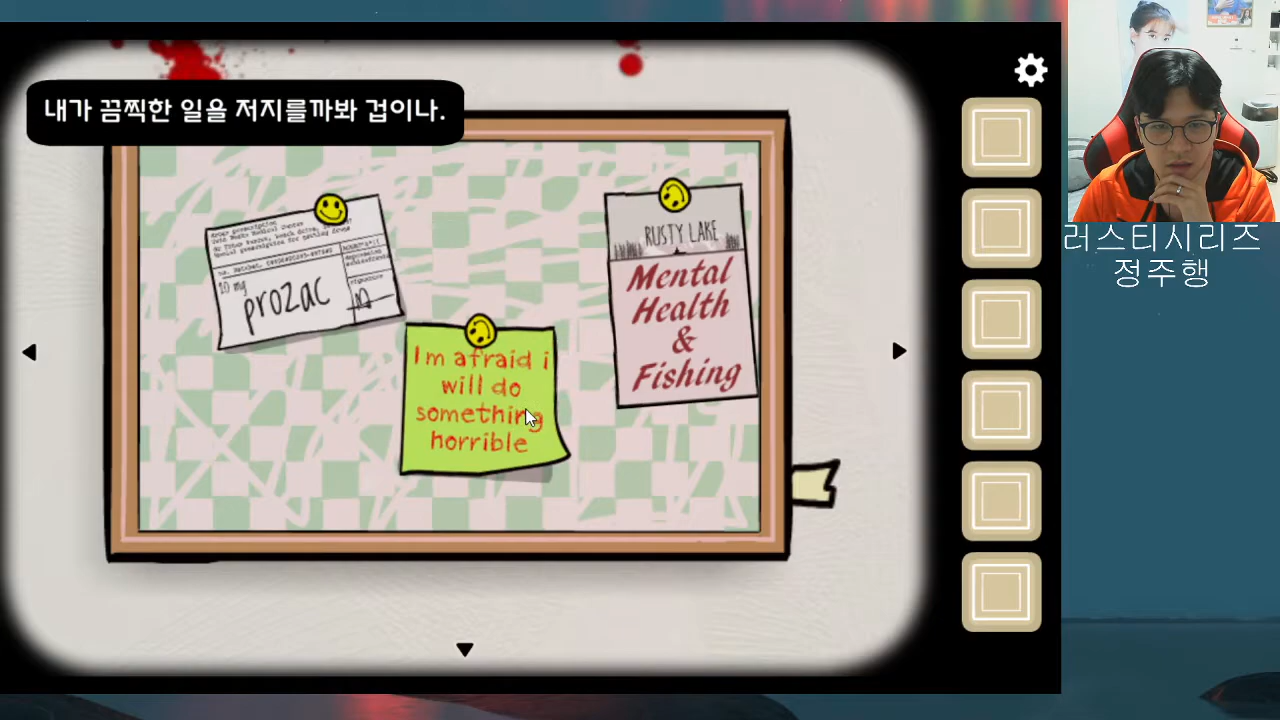 내가 끔찍한 일을 저지를까봐 겁이나.
10 mg
prozac
RUSTY LAKE
Mental
Health
&
Fishing
Im afraid i
will do
something
horrible
러스티시리즈
정주행